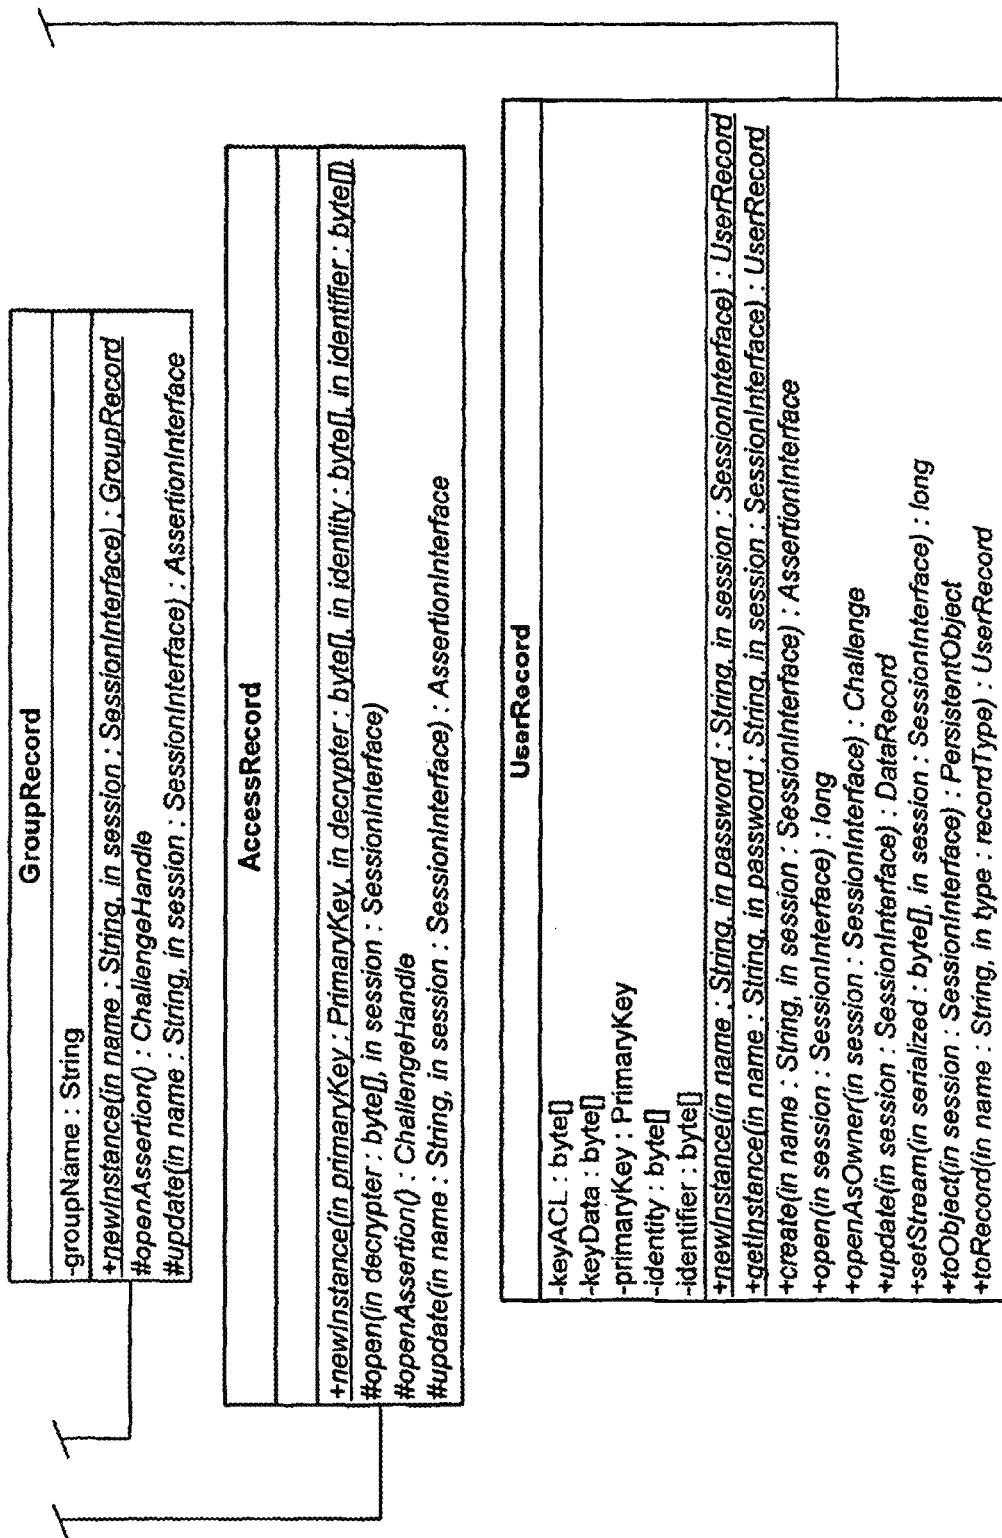 GroupRecord
-groupName : String
+newInstance(in name : String, in session : SessionInterface) : GroupRecord
#openAssertion() : ChallengeHandle
#update(in name : String, in session : SessionInterface) : AssertionInterface
AccessRecord
+newInstance(in primaryKey : PrimaryKey, in decrypter : byte[], in identity : byte[], in identifier : byte[])
#open(in decrypter : byte[], in session : SessionInterface)
#openAssertion() : ChallengeHandle
#update(in name : String, in session : SessionInterface) : AssertionInterface
UserRecord
-keyACL : byte[]
-keyData : byte[]
-primaryKey : PrimaryKey
-identity : byte[]
-identifier : byte[]
+newInstance(in name : String, in password : String, in session : SessionInterface) : UserRecord
+getInstance(in name : String, in password : String, in session : SessionInterface) : UserRecord
+create(in name : String, in session : SessionInterface) : AssertionInterface
+open(in session : SessionInterface) : long
+openAsOwner(in session : SessionInterface) : Challenge
+update(in session : SessionInterface) : DataRecord
+setStream(in serialized : byte[], in session : SessionInterface) : long
+toObject(in session : SessionInterface) : PersistentObject
+toRecord(in name : String, in type : recordType) : UserRecord